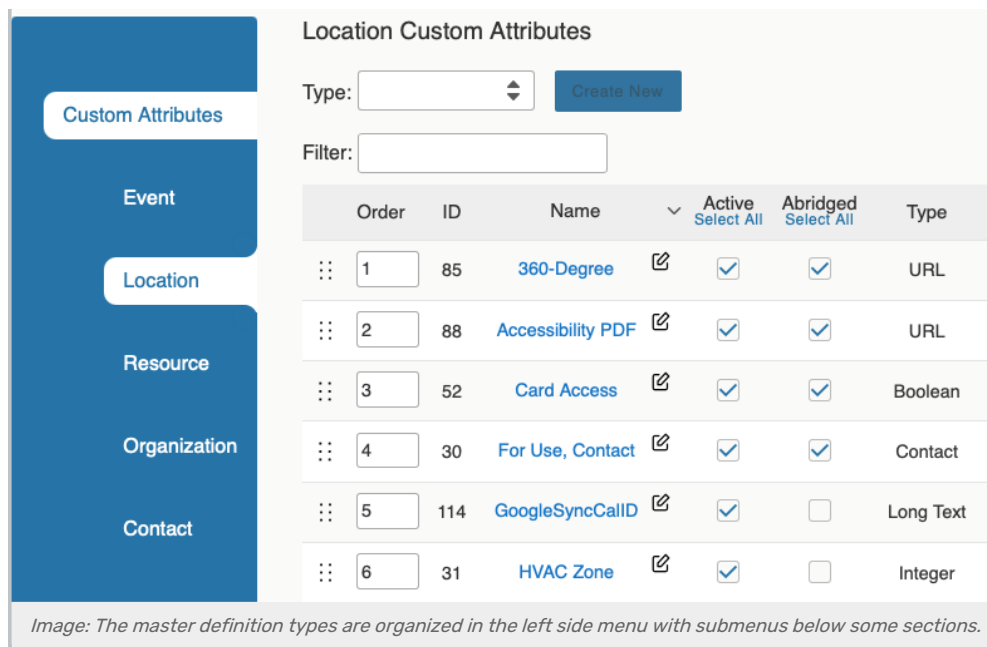 Custom Attributes
Event
Location
Resource
Organization
Contact
Location Custom Attributes
Type:
Create New
Filter:
Order ID Name Active Abridged Type
Select All Select All
1 85 360-Degree URL
2 88 Accessibility PDF URL
3 52 Card Access Boolean
4 30 For Use, Contact Contact
5 114 GoogleSyncCalID Long Text
6 31 HVAC Zone Integer
Image: The master definition types are organized in the left side menu with submenus below some sections.